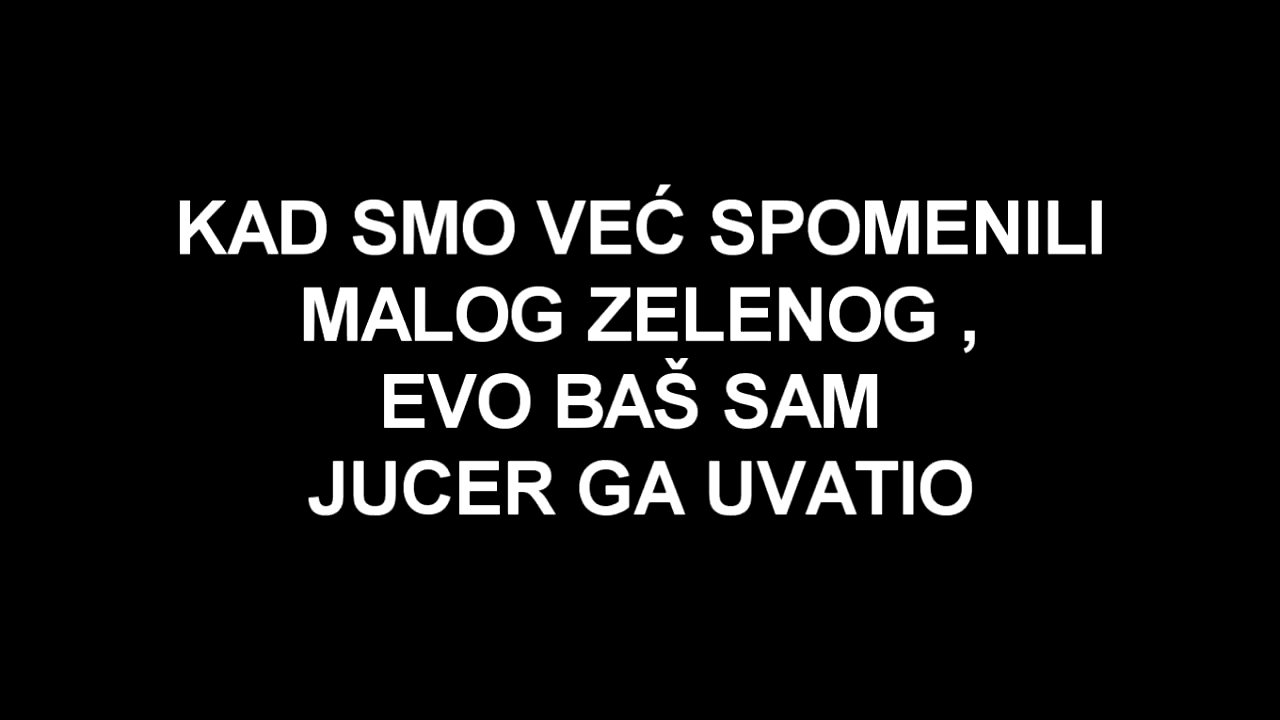 KAD SMO VEĆ SPOMENILI
MALOG ZELENOG ,
EVO BAŠ SAM
JUCER GA UVATIO